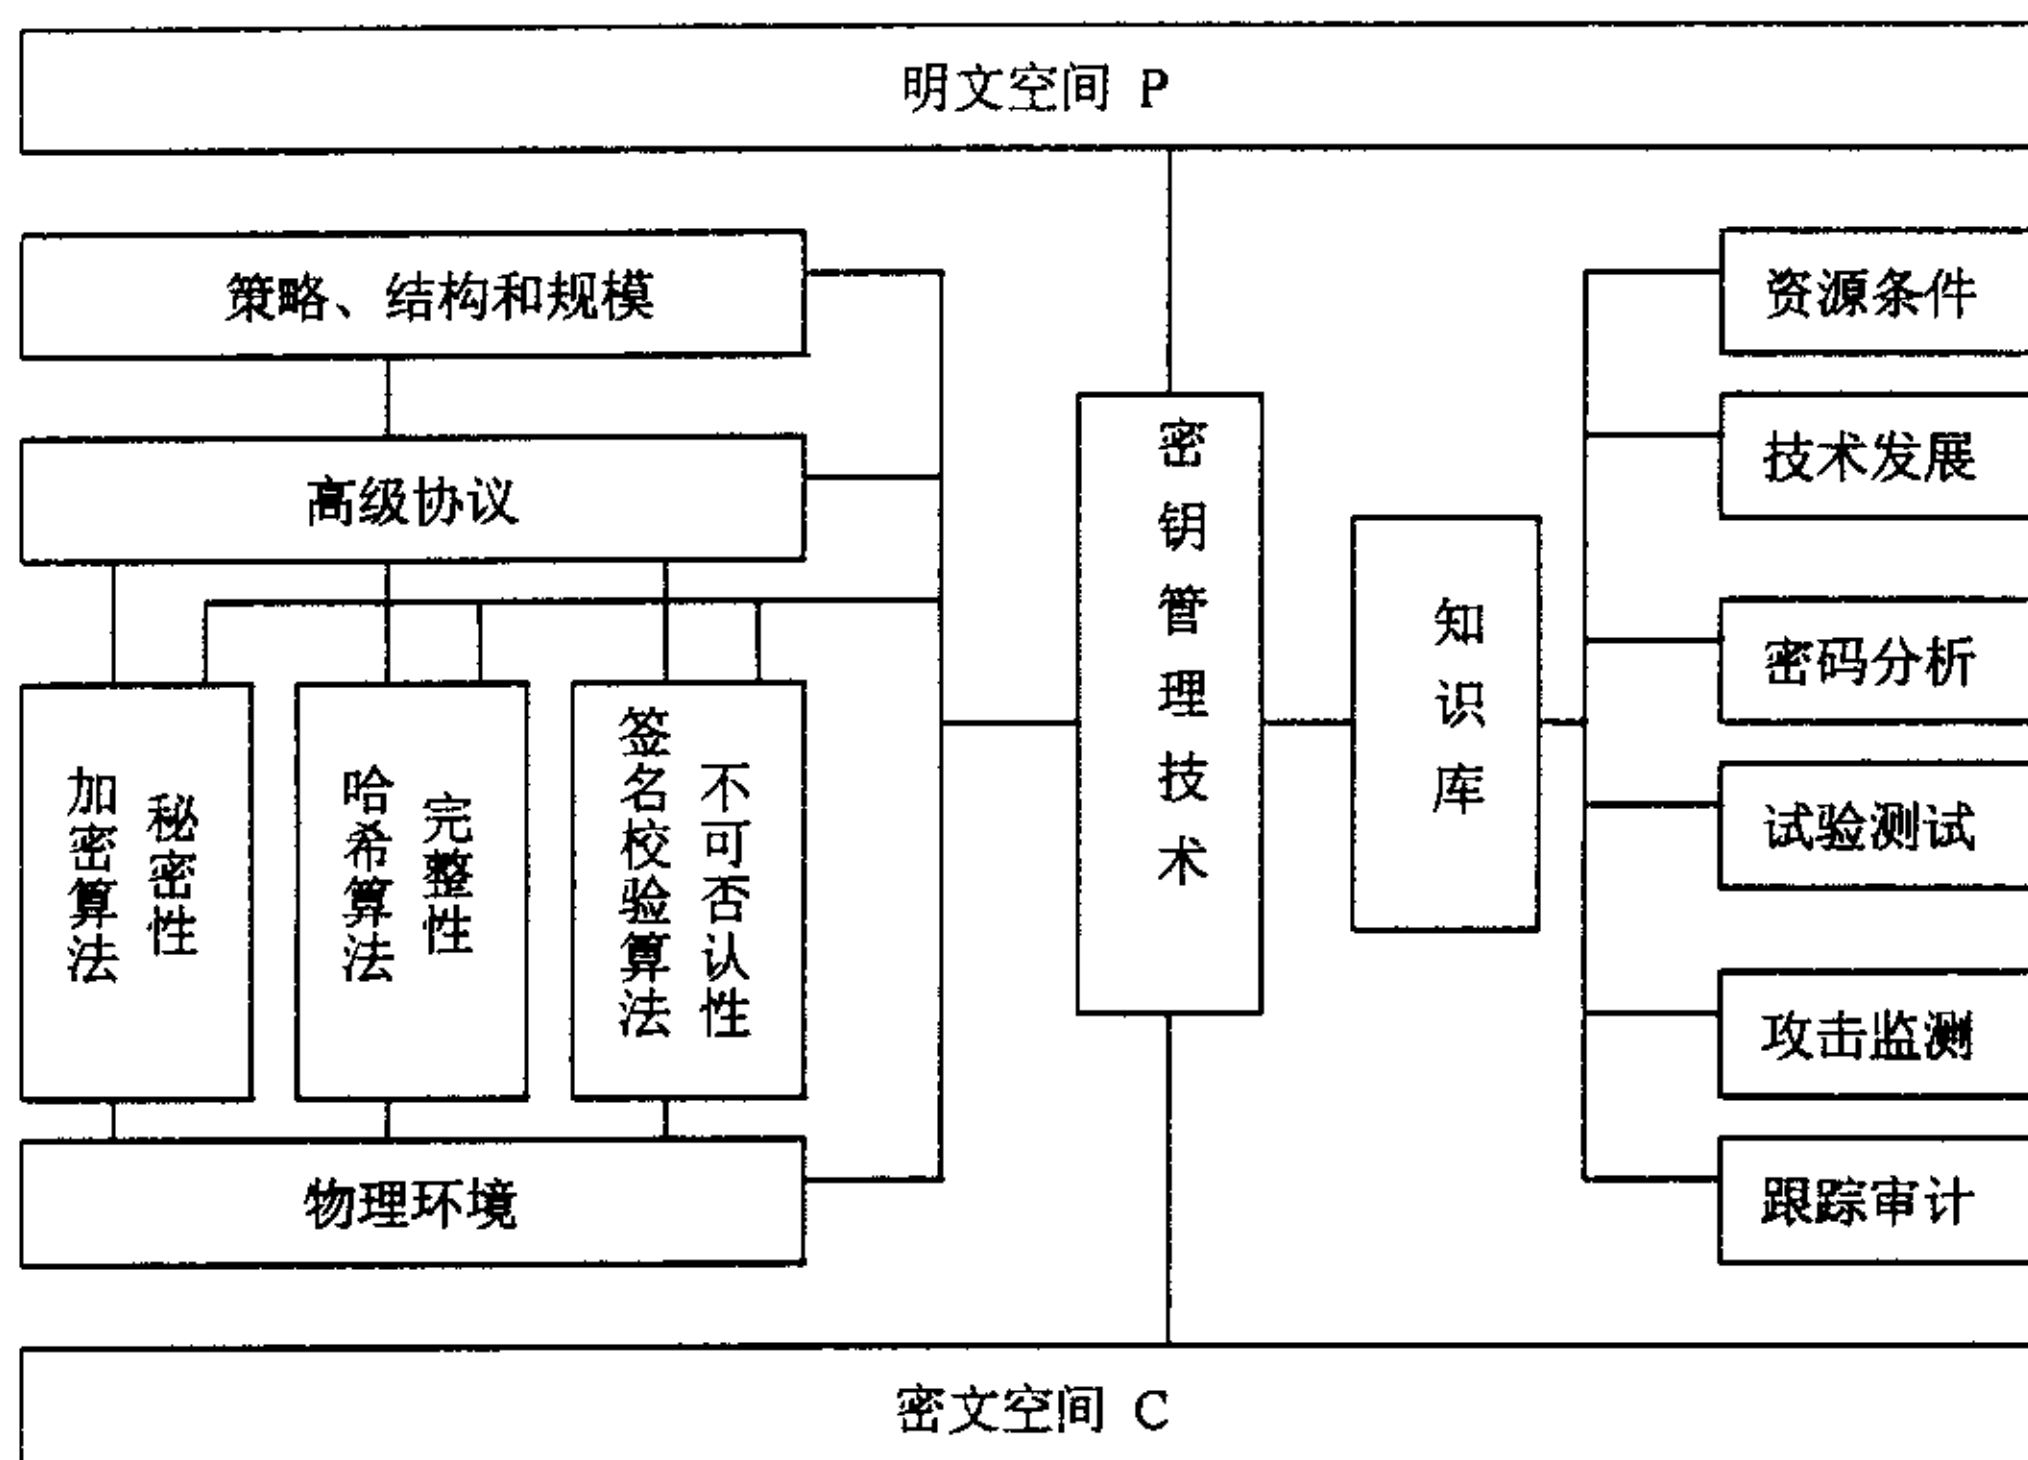 明文空间 P
策略、结构和规模
高级协议
加密算法
秘密性
哈希算法
完整性
签名校验算法
不可否认性
物理环境
密钥管理技术
知识库
资源条件
技术发展
密码分析
试验测试
攻击监测
跟踪审计
密文空间 C